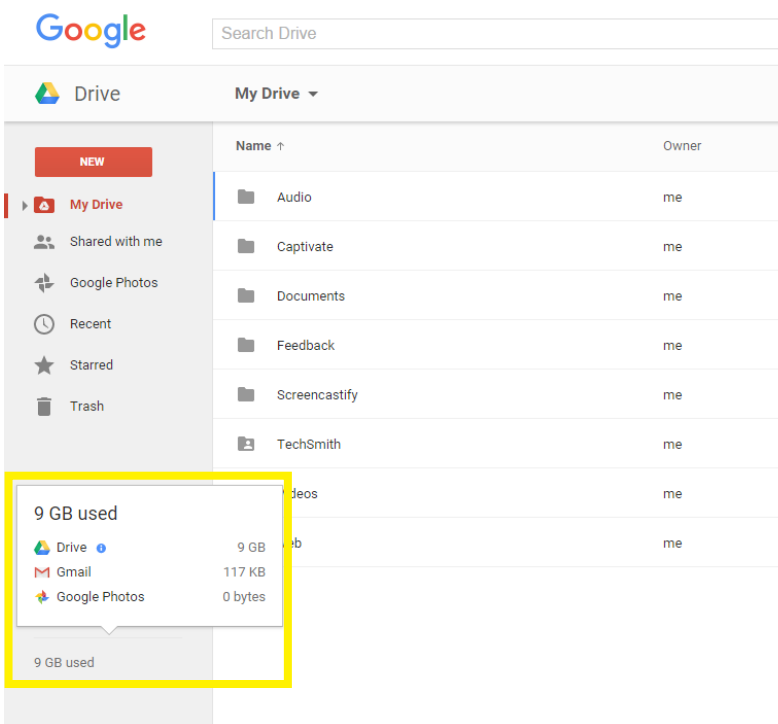 Google
Search Drive
Drive
My Drive
NEW
My Drive
Shared with me
Google Photos
Recent
Starred
Trash
Name ↑ Owner
Audio me
Captivate me
Documents me
Feedback me
Screencastify me
TechSmith me
deos me
eb me
9 GB used
Drive 9 GB
Gmail 117 KB
Google Photos 0 bytes
9 GB used